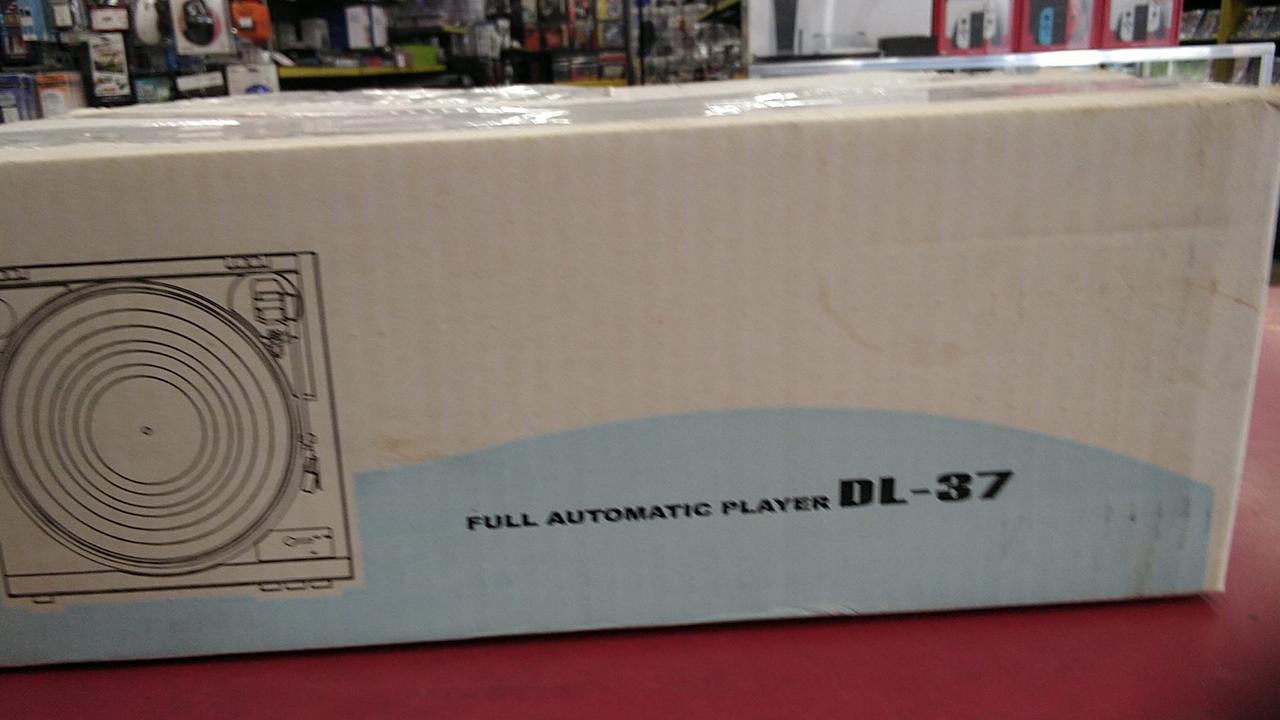 FULL AUTOMATIC PLAYER DL-37